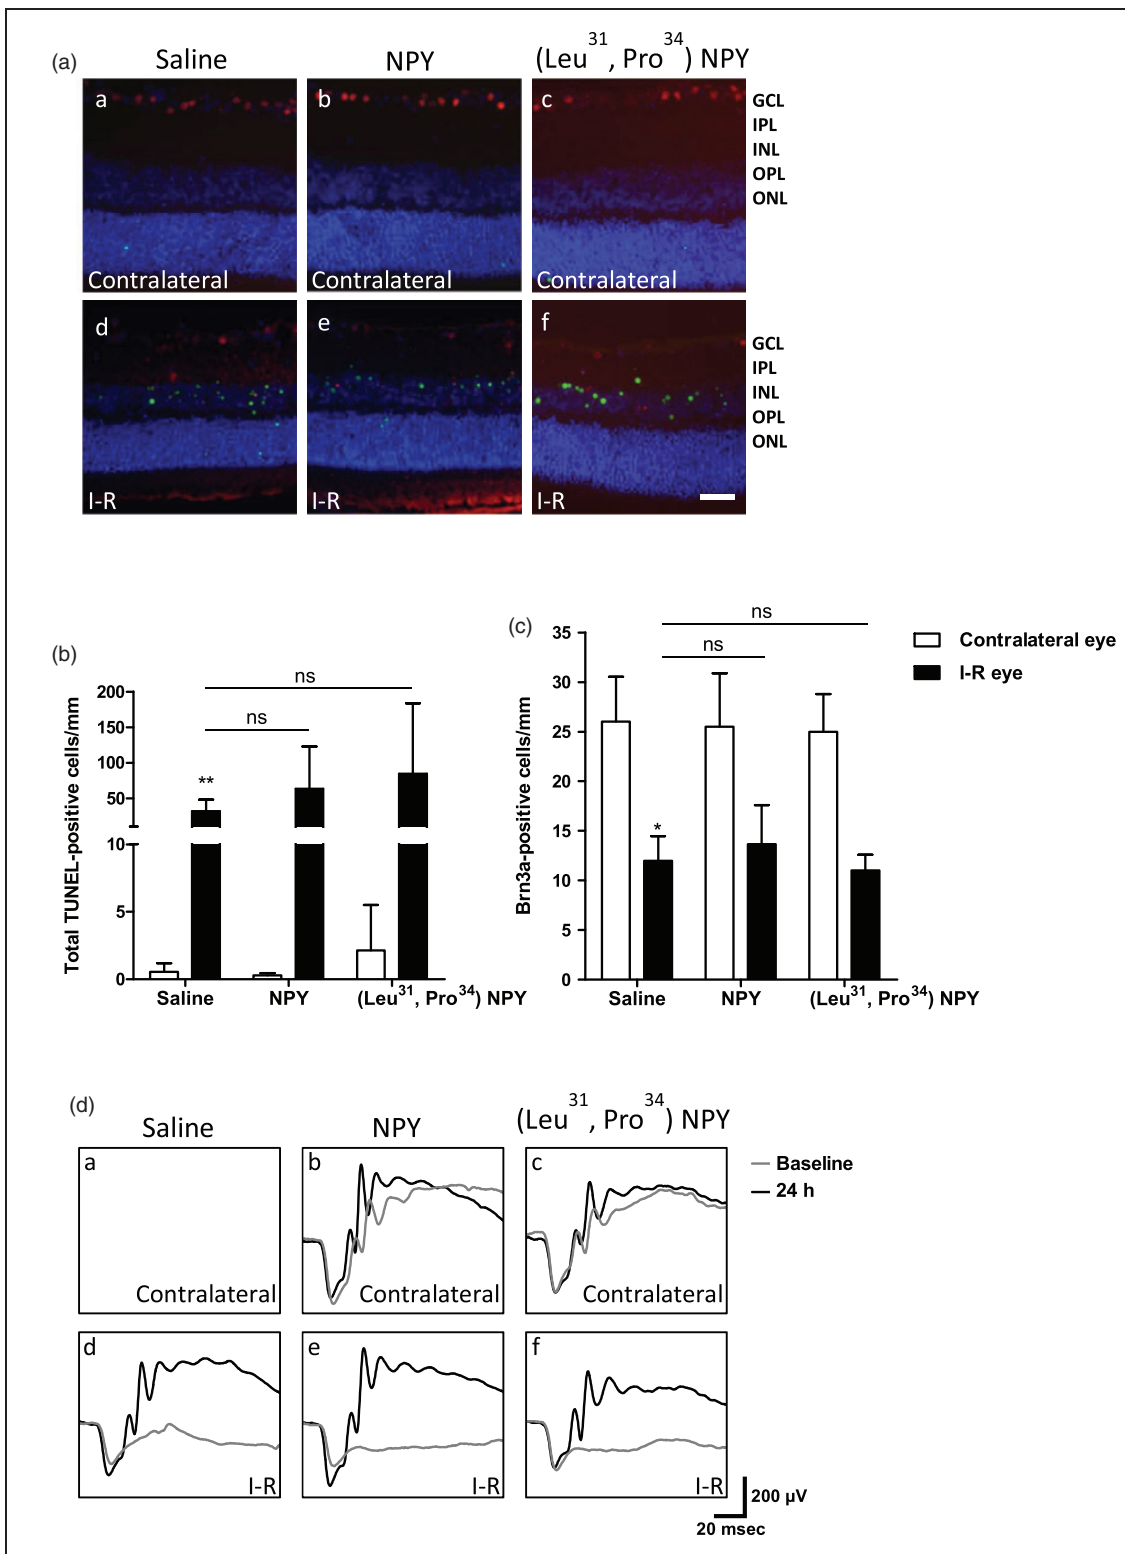 (a)
Saline
NPY
(Leu31, Pro34) NPY
a
b
c
Contralateral
Contralateral
Contralateral
GCL
IPL
INL
OPL
ONL
d
e
f
I-R
I-R
I-R
GCL
IPL
INL
OPL
ONL
(b)
Total TUNEL-positive cells/mm
200
150
100
50
10
5
0
ns
ns
**
Saline
NPY
(Leu31, Pro34) NPY
(c)
Brn3a-positive cells/mm
35
30
25
20
15
10
5
0
ns
ns
*
Saline
NPY
(Leu31, Pro34) NPY
Contralateral eye
I-R eye
(d)
Saline
NPY
(Leu31, Pro34) NPY
a
b
c
Contralateral
Contralateral
Contralateral
Baseline
24 h
d
e
f
I-R
I-R
I-R
200 µV
20 msec